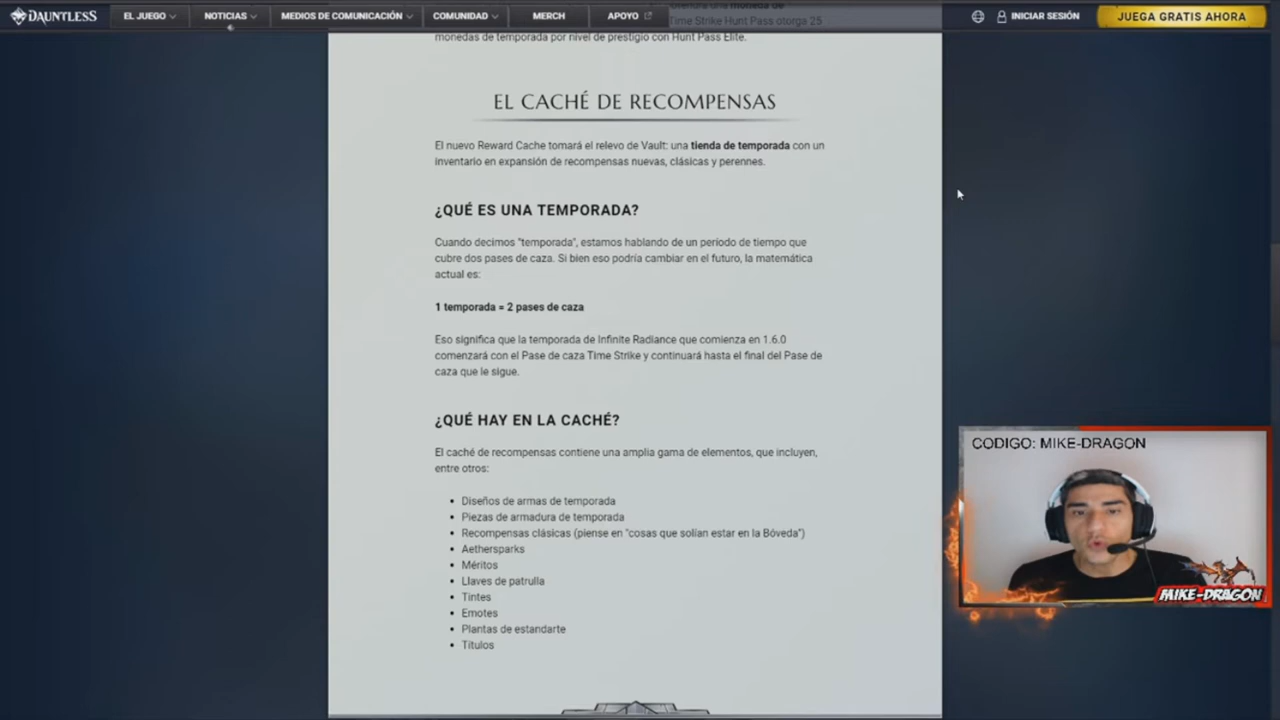 DAUNTLESS EL JUEGO NOTICIAS MEDIOS DE COMUNICACIÓN COMUNIDAD MERCH APOYO INICIAR SESIÓN JUEGA GRATIS AHORA
Time Strike Hunt Pass otorga 25
monedas de temporada por nivel de prestigio con Hunt Pass Elite.
EL CACHÉ DE RECOMPENSAS
El nuevo Reward Cache tomará el relevo de Vault: una tienda de temporada con un
inventario en expansión de recompensas nuevas, clásicas y perennes.
¿QUÉ ES UNA TEMPORADA?
Cuando decimos "temporada", estamos hablando de un período de tiempo que
cubre dos pases de caza. Si bien eso podría cambiar en el futuro, la matemática
actual es:
1 temporada = 2 pases de caza
Eso significa que la temporada de Infinite Radiance que comienza en 1.6.0
comenzará con el Pase de caza Time Strike y continuará hasta el final del Pase de
caza que le sigue.
¿QUÉ HAY EN LA CACHÉ?
El caché de recompensas contiene una amplia gama de elementos, que incluyen,
entre otros:
• Diseños de armas de temporada
• Piezas de armadura de temporada
• Recompensas clásicas (piense en "cosas que solían estar en la Bóveda")
• Aethersparks
• Méritos
• Llaves de patrulla
• Tintes
• Emotes
• Plantas de estandarte
• Títulos
CODIGO: MIKE-DRAGON
MIKE-DRAGON